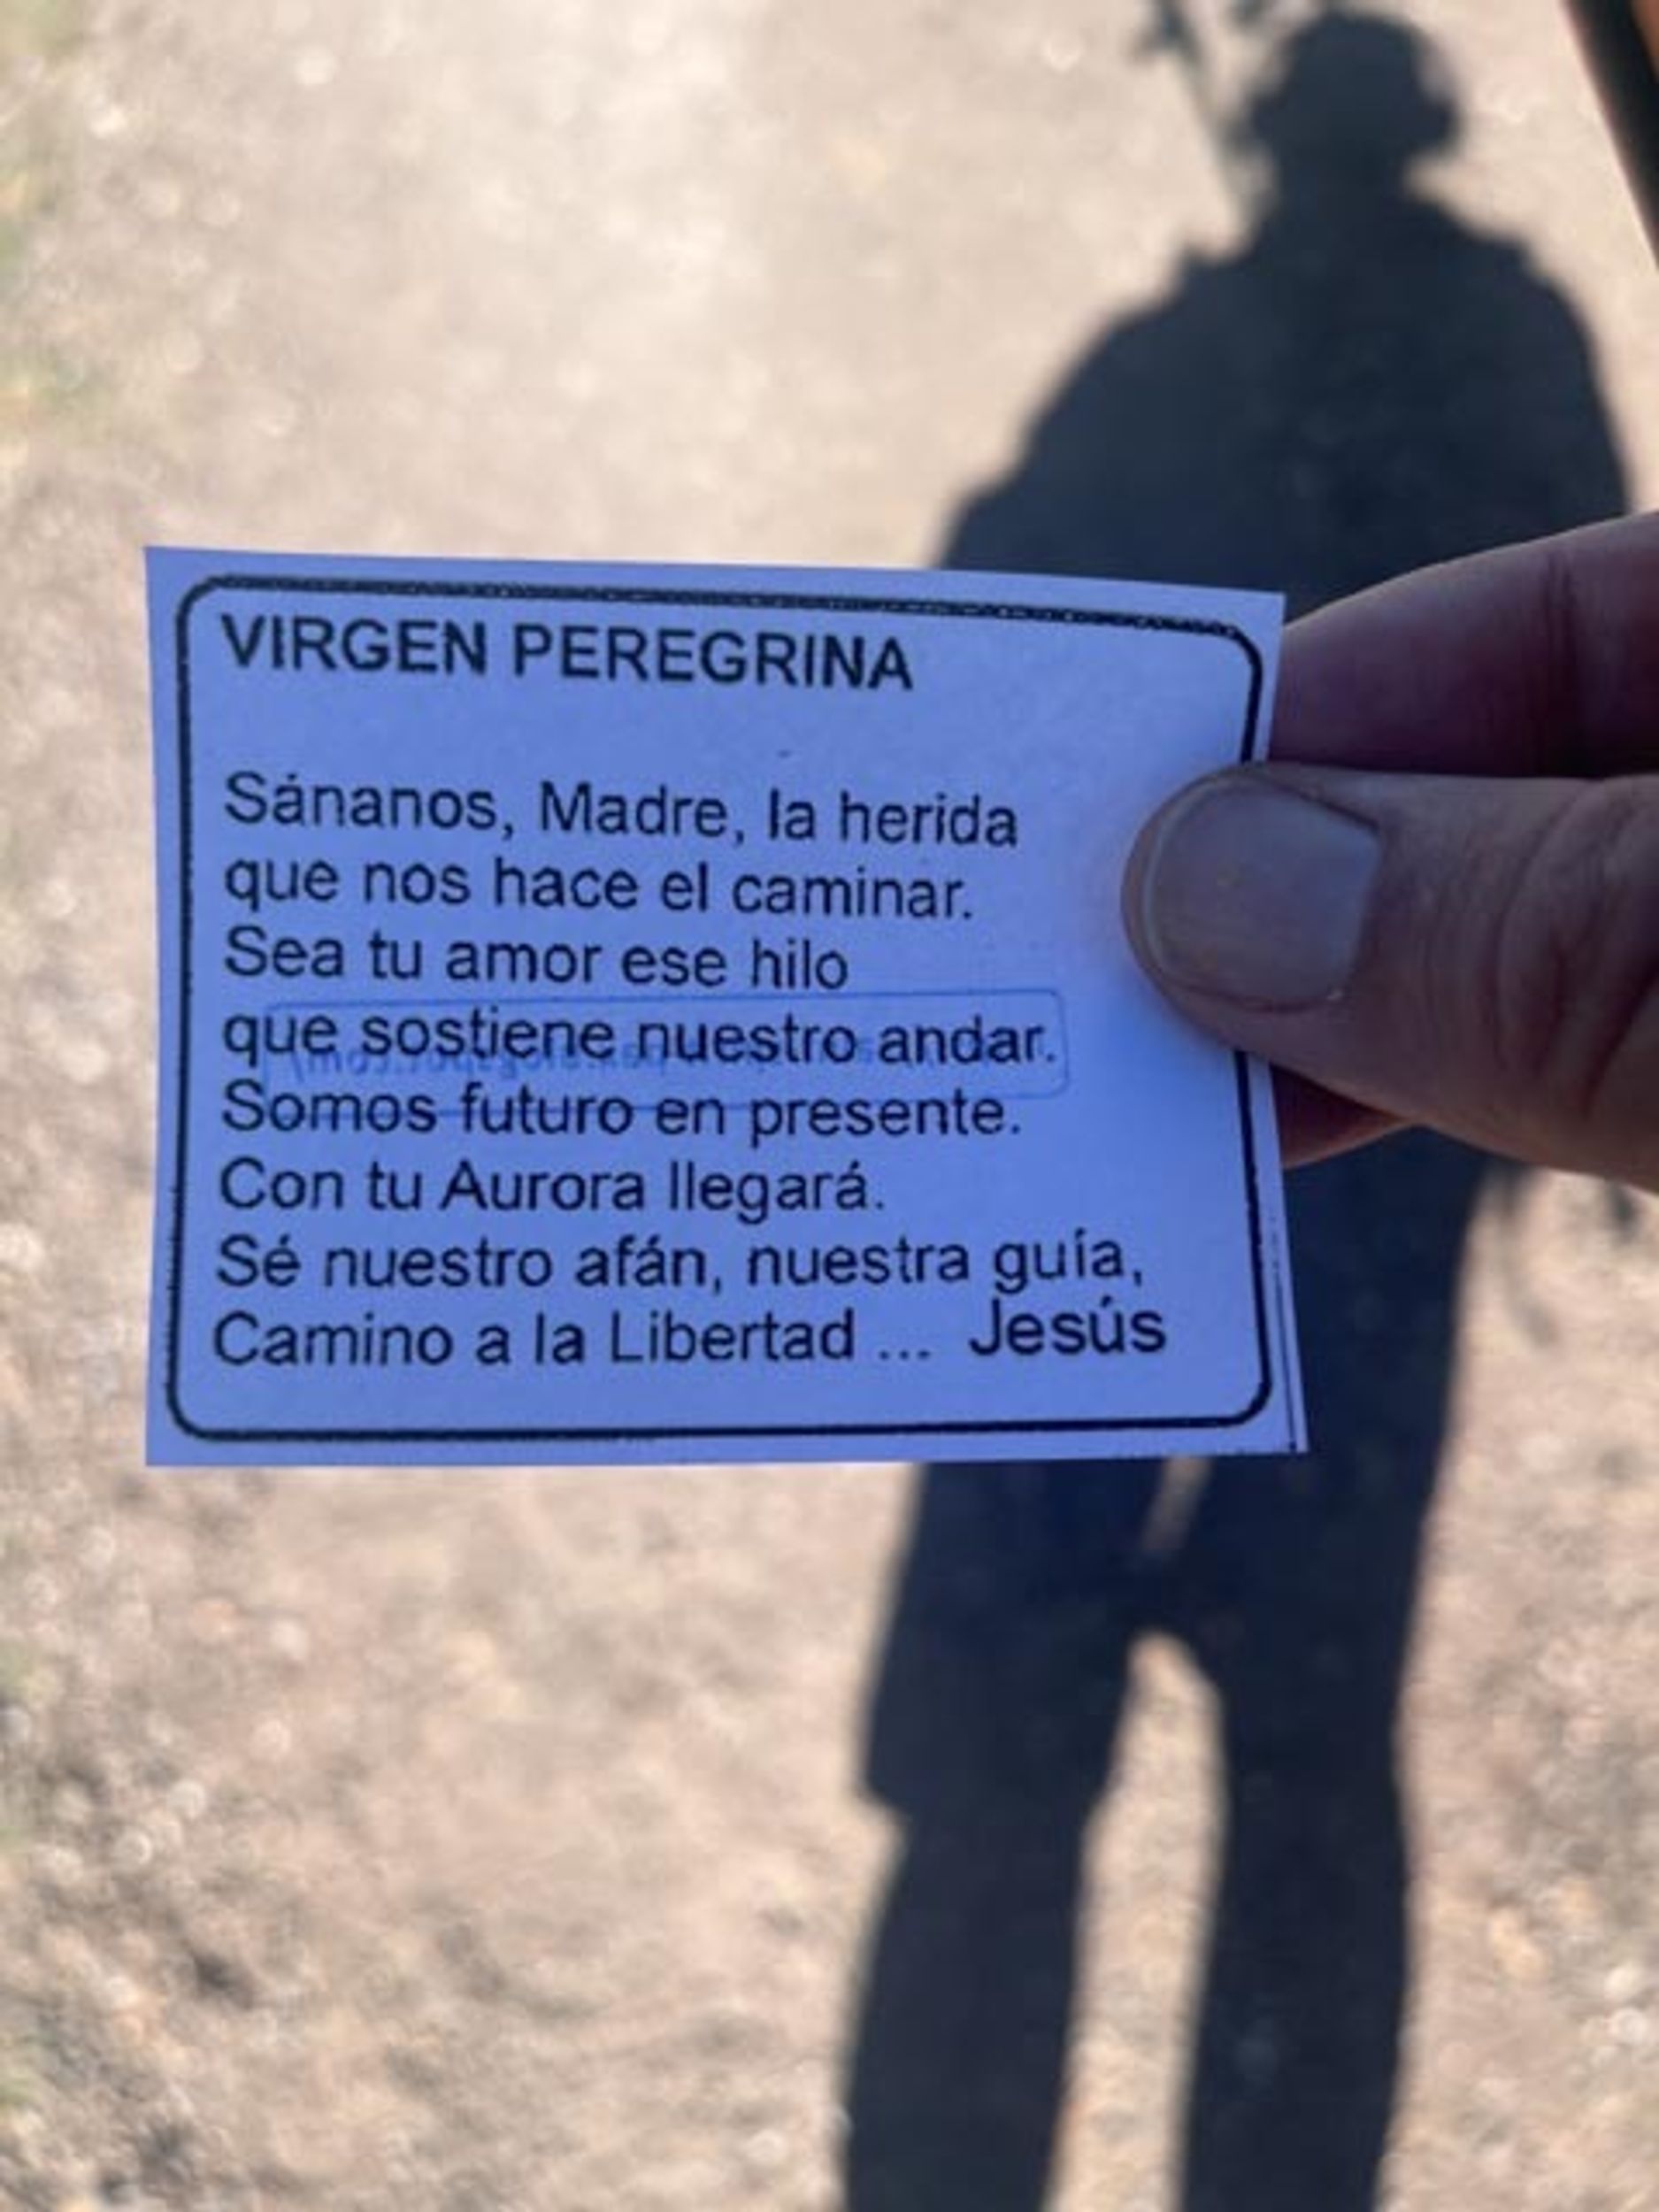 VIRGEN PEREGRINA
Sánanos, Madre, la herida
que nos hace el caminar.
Sea tu amor ese hilo
que sostiene nuestro andar.
Somos futuro en presente.
Con tu Aurora llegará.
Sé nuestro afán, nuestra guía,
Camino a la Libertad ... Jesús